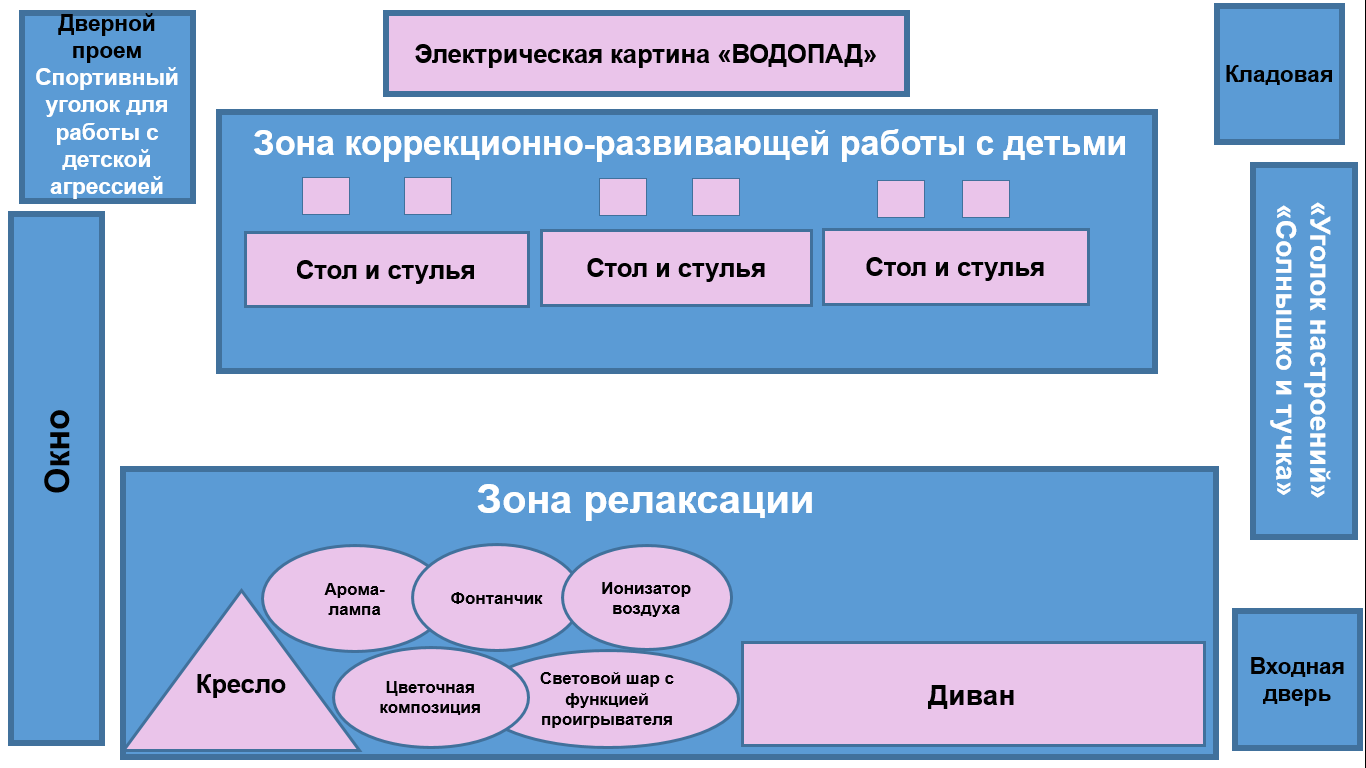 Дверной
проем
Спортивный
уголок для
работы с
детской
агрессией
Электрическая картина «ВОДОПАД»
Кладовая
Зона коррекционно-развивающей работы с детьми
Стол и стулья
Стол и стулья
Стол и стулья
«Уголок настроений»
«Солнышко и тучка»
Окно
Зона релаксации
Арома-
лампа
Фонтанчик
Ионизатор
воздуха
Кресло
Цветочная
композиция
Световой шар с
функцией
проигрывателя
Диван
Входная
дверь